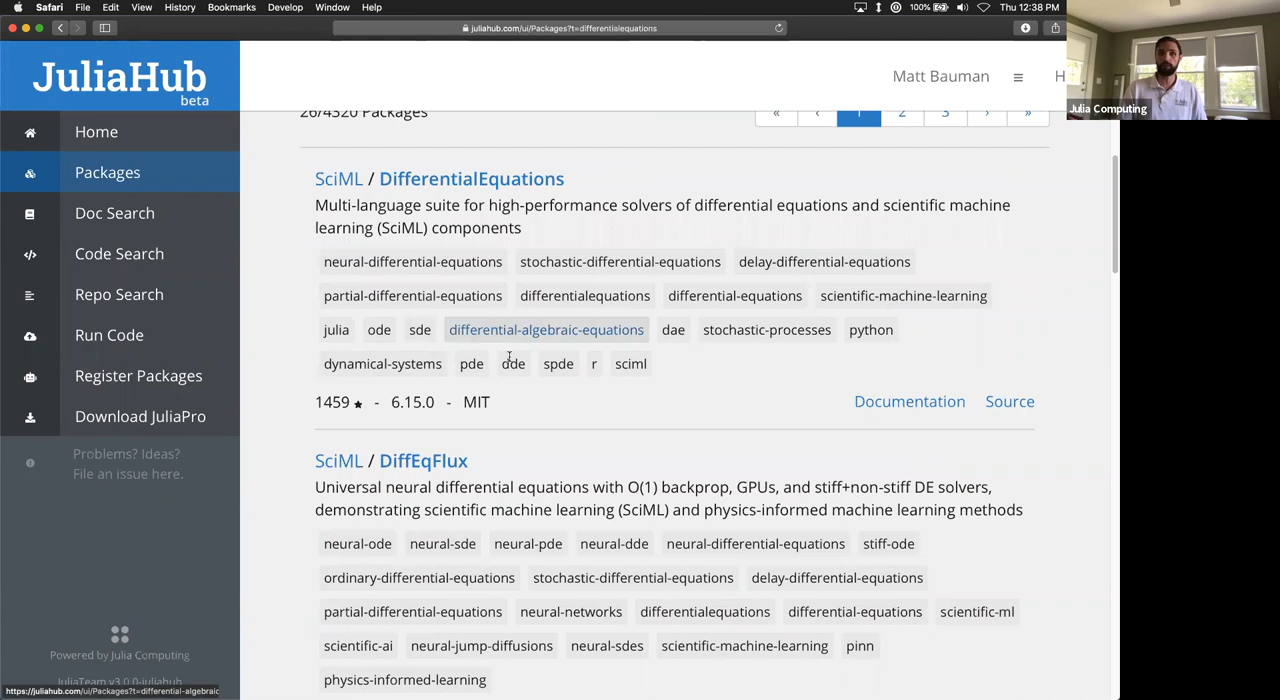 Safari File Edit View History Bookmarks Develop Window Help 100% Thu 12:38 PM
juliahub.com/ui/Packages?t=differentialequations
JuliaHub
beta
Matt Bauman ≡ H
Julia Computing
26/4320 Packages
« ‹ 1 2 3 › »
Home
Packages
Doc Search
Code Search
Repo Search
Run Code
Register Packages
Download JuliaPro
Problems? Ideas?
File an issue here.
SciML / DifferentialEquations
Multi-language suite for high-performance solvers of differential equations and scientific machine
learning (SciML) components
neural-differential-equations stochastic-differential-equations delay-differential-equations
partial-differential-equations differentialequations differential-equations scientific-machine-learning
julia ode sde differential-algebraic-equations dae stochastic-processes python
dynamical-systems pde dde spde r sciml
1459 ★ - 6.15.0 - MIT Documentation Source
SciML / DiffEqFlux
Universal neural differential equations with O(1) backprop, GPUs, and stiff+non-stiff DE solvers,
demonstrating scientific machine learning (SciML) and physics-informed machine learning methods
neural-ode neural-sde neural-pde neural-dde neural-differential-equations stiff-ode
ordinary-differential-equations stochastic-differential-equations delay-differential-equations
partial-differential-equations neural-networks differentialequations differential-equations scientific-ml
scientific-ai neural-jump-diffusions neural-sdes scientific-machine-learning pinn
physics-informed-learning
Powered by Julia Computing
JuliaTeam v3.0.0-juliahub
https://juliahub.com/ui/Packages?t=differential-algebraic